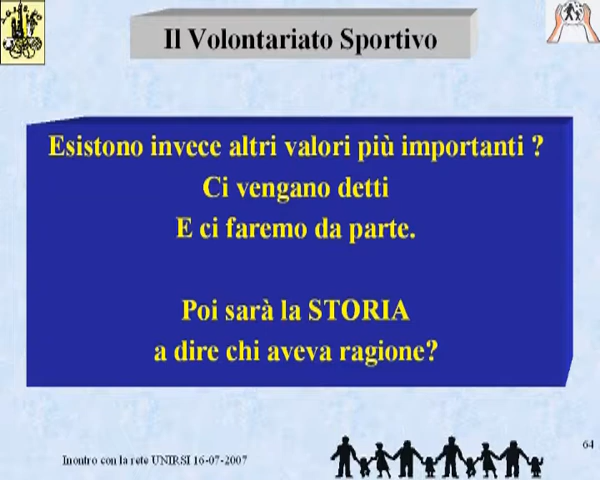 Il Volontariato Sportivo
Esistono invece altri valori più importanti ?
Ci vengano detti
E ci faremo da parte.
Poi sarà la STORIA
a dire chi aveva ragione?
Inontro con la rete UNIRSI 16-07-2007
64